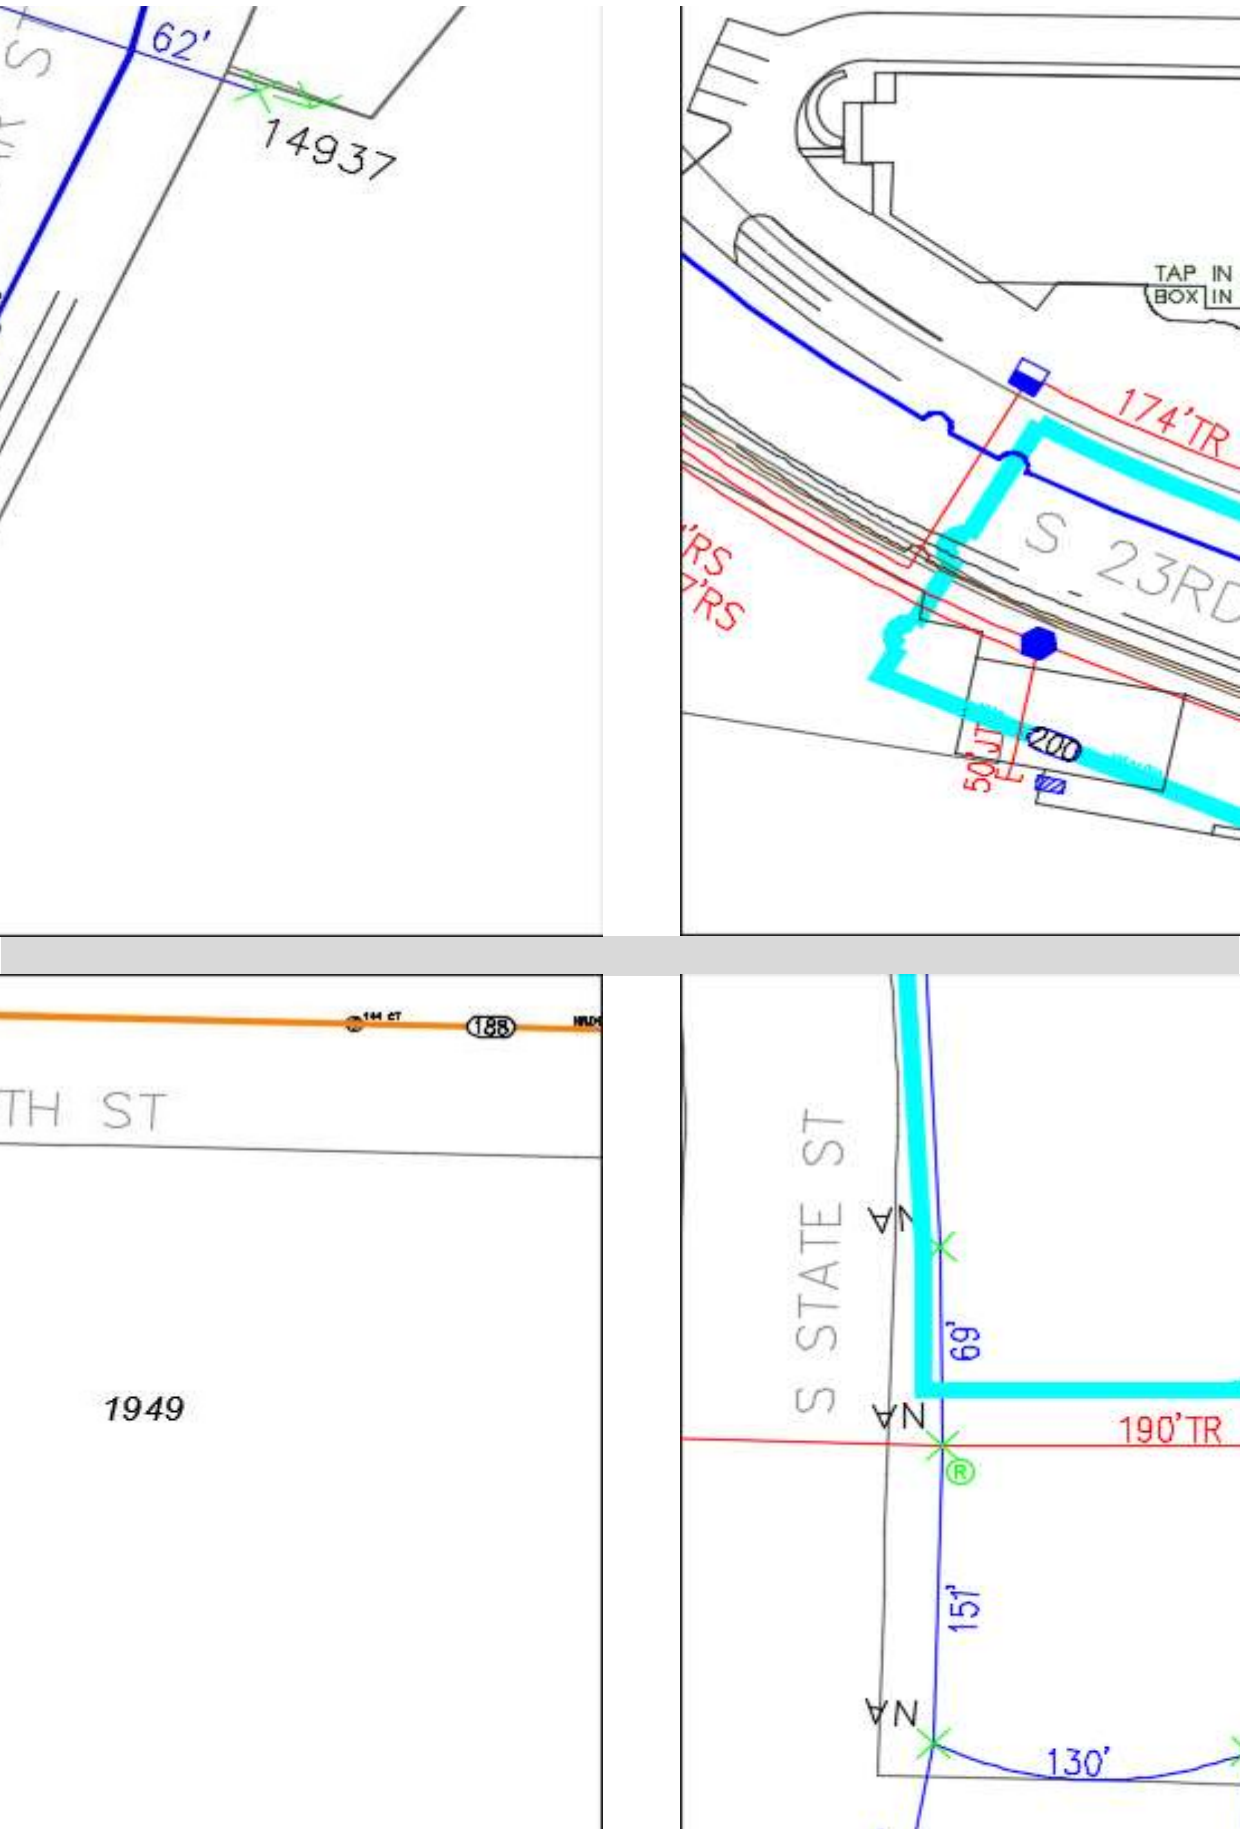 62'
14937
TAP IN
BOX IN
174'TR
S 23RD
'RS
7'RS
200
50'JT
188
TH ST
1949
S STATE ST
NA
69'
NA
190'TR
R
151'
NA
130'